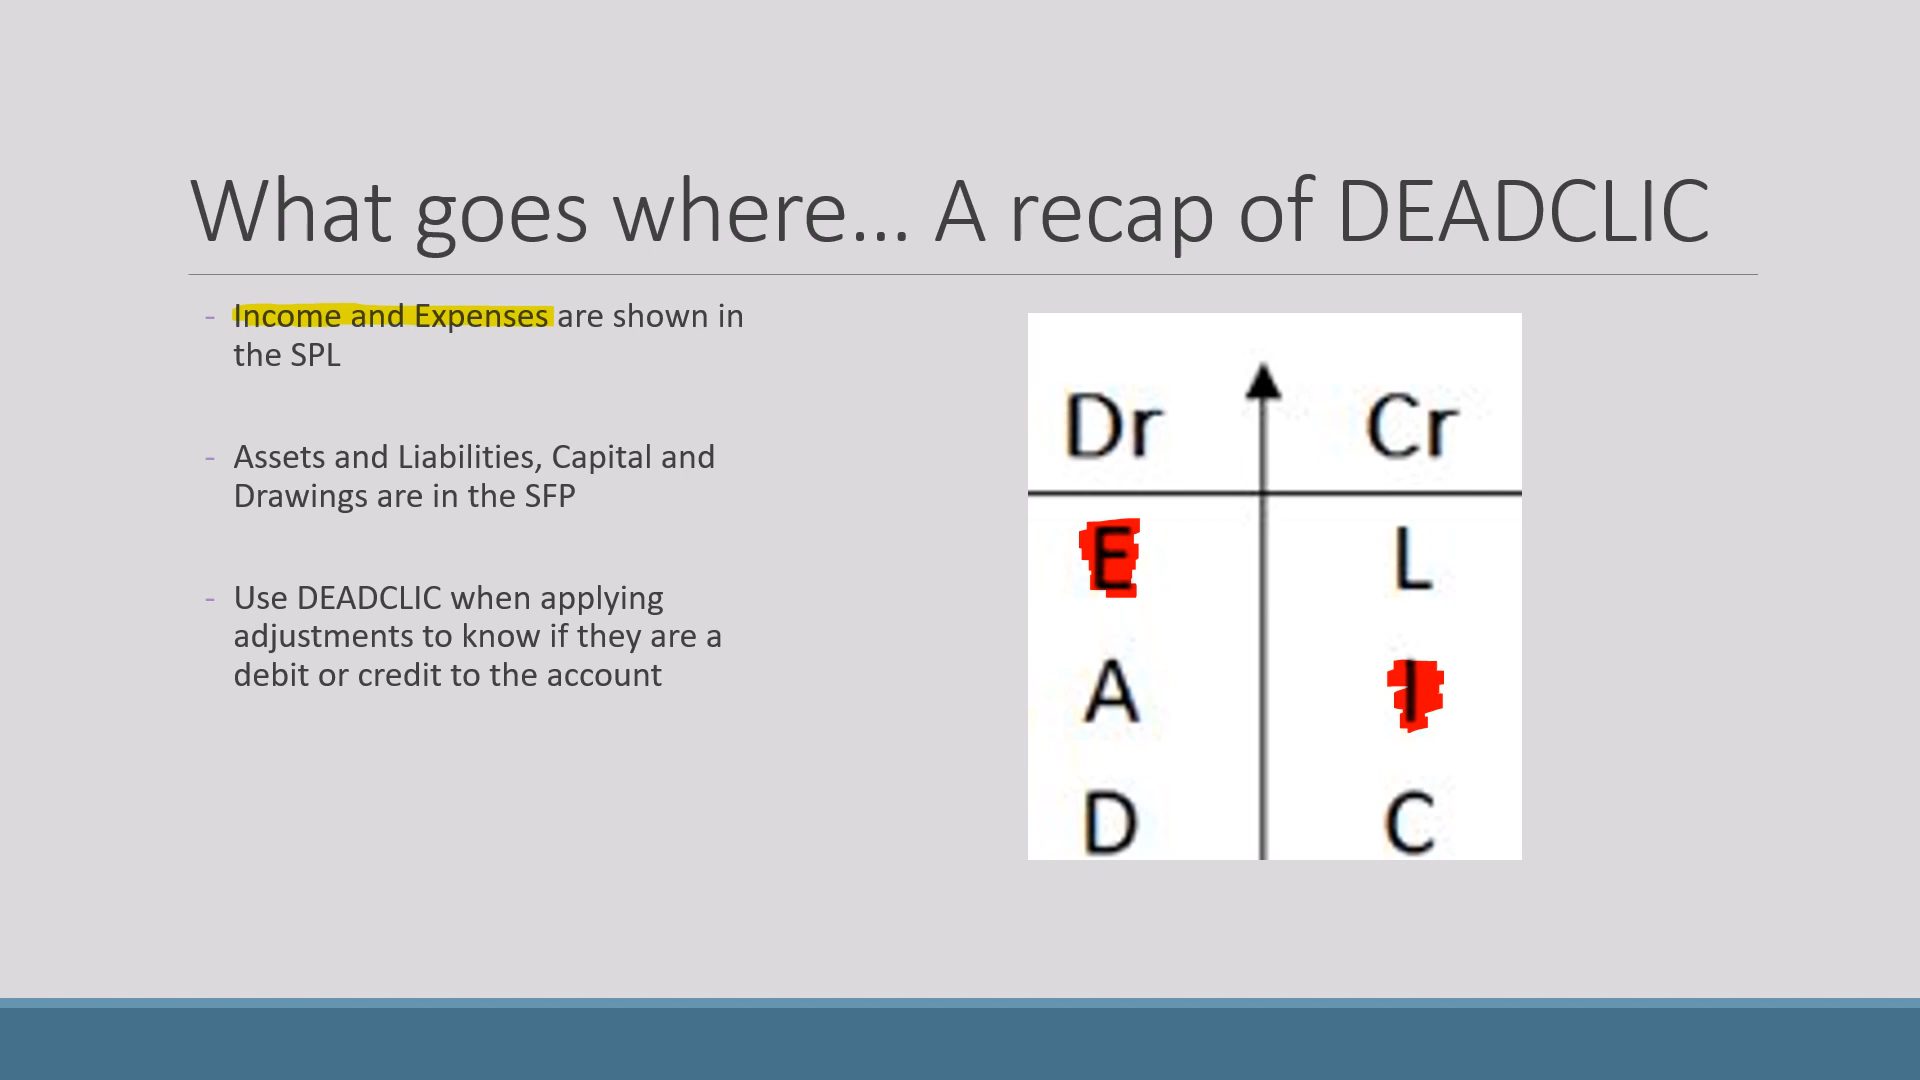 What goes where... A recap of DEADCLIC
- Income and Expenses are shown in
the SPL
- Assets and Liabilities, Capital and
Drawings are in the SFP
- Use DEADCLIC when applying
adjustments to know if they are a
debit or credit to the account
Dr Cr
E L
A I
D C